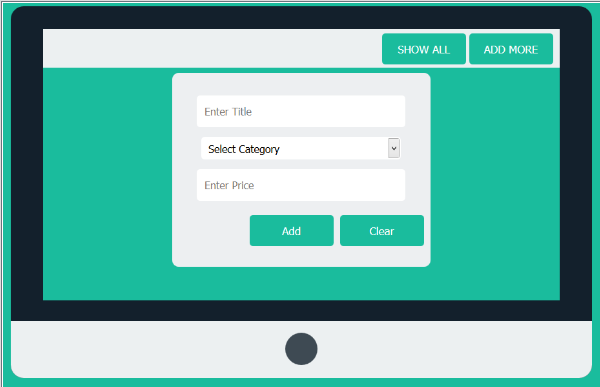 SHOW ALL ADD MORE
Enter Title
Select Category
Enter Price
Add Clear